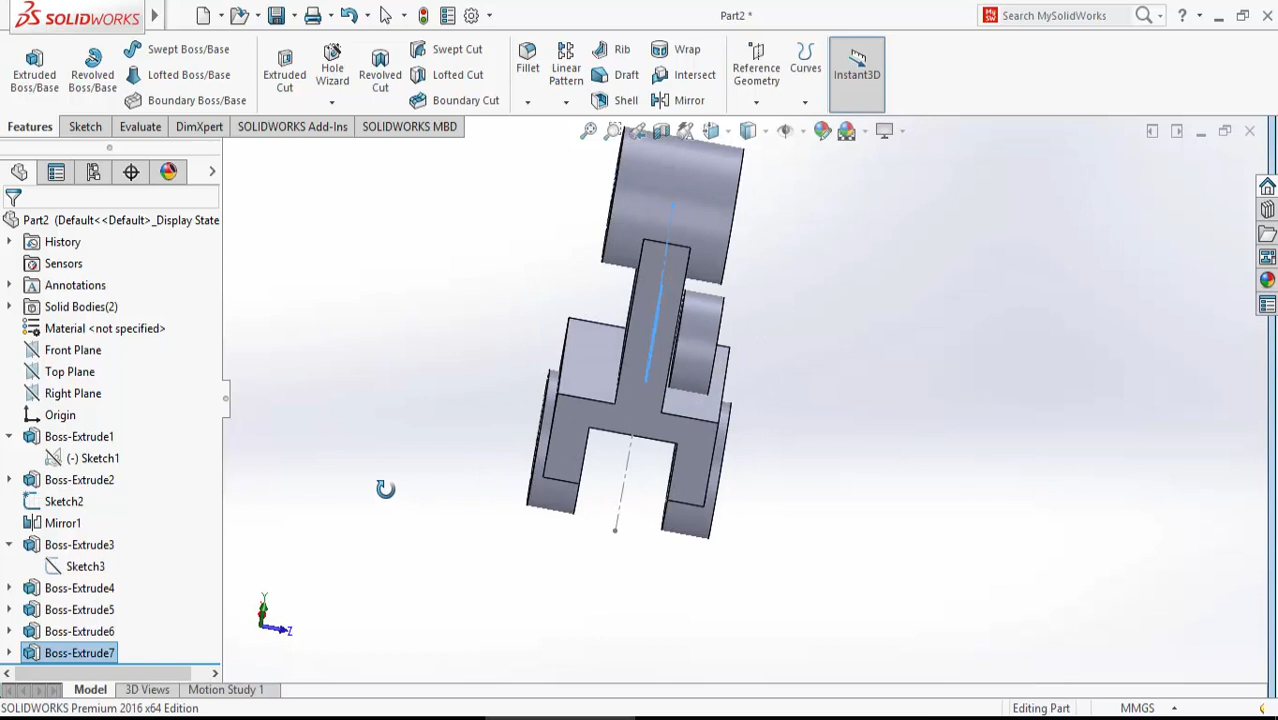 SOLIDWORKS
Part2 *
Search MySolidWorks
?
Extruded Boss/Base
Revolved Boss/Base
Swept Boss/Base
Lofted Boss/Base
Boundary Boss/Base
Extruded Cut
Hole Wizard
Revolved Cut
Swept Cut
Lofted Cut
Boundary Cut
Fillet
Linear Pattern
Rib
Draft
Shell
Wrap
Intersect
Mirror
Reference Geometry
Curves
Instant3D
Features
Sketch
Evaluate
DimXpert
SOLIDWORKS Add-Ins
SOLIDWORKS MBD
Part2 (Default<<Default>_Display State
History
Sensors
Annotations
Solid Bodies(2)
Material <not specified>
Front Plane
Top Plane
Right Plane
Origin
Boss-Extrude1
(-) Sketch1
Boss-Extrude2
Sketch2
Mirror1
Boss-Extrude3
Sketch3
Boss-Extrude4
Boss-Extrude5
Boss-Extrude6
Boss-Extrude7
Y
Z
Model
3D Views
Motion Study 1
SOLIDWORKS Premium 2016 x64 Edition
Editing Part
MMGS